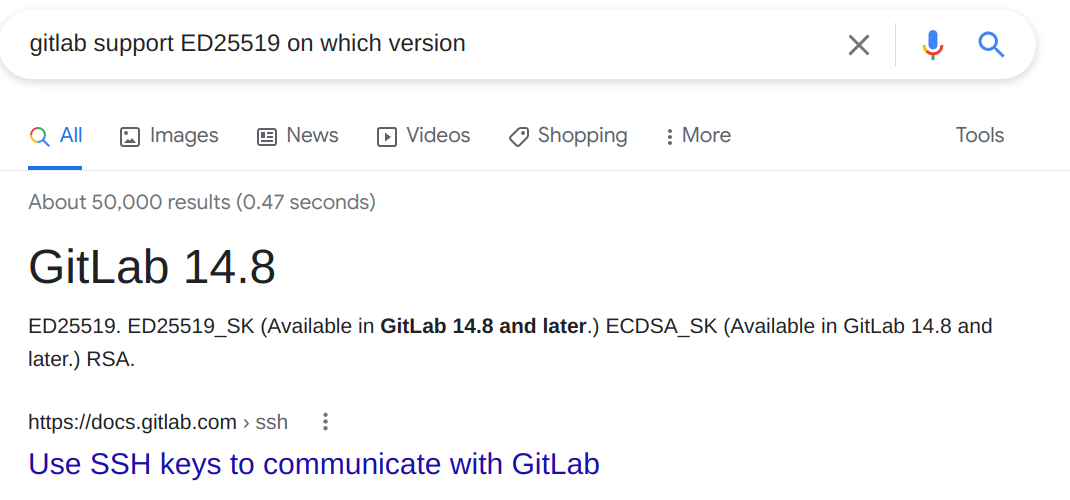 gitlab support ED25519 on which version
All Images News Videos Shopping More Tools
About 50,000 results (0.47 seconds)
GitLab 14.8
ED25519. ED25519_SK (Available in GitLab 14.8 and later.) ECDSA_SK (Available in GitLab 14.8 and
later.) RSA.
https://docs.gitlab.com › ssh
Use SSH keys to communicate with GitLab